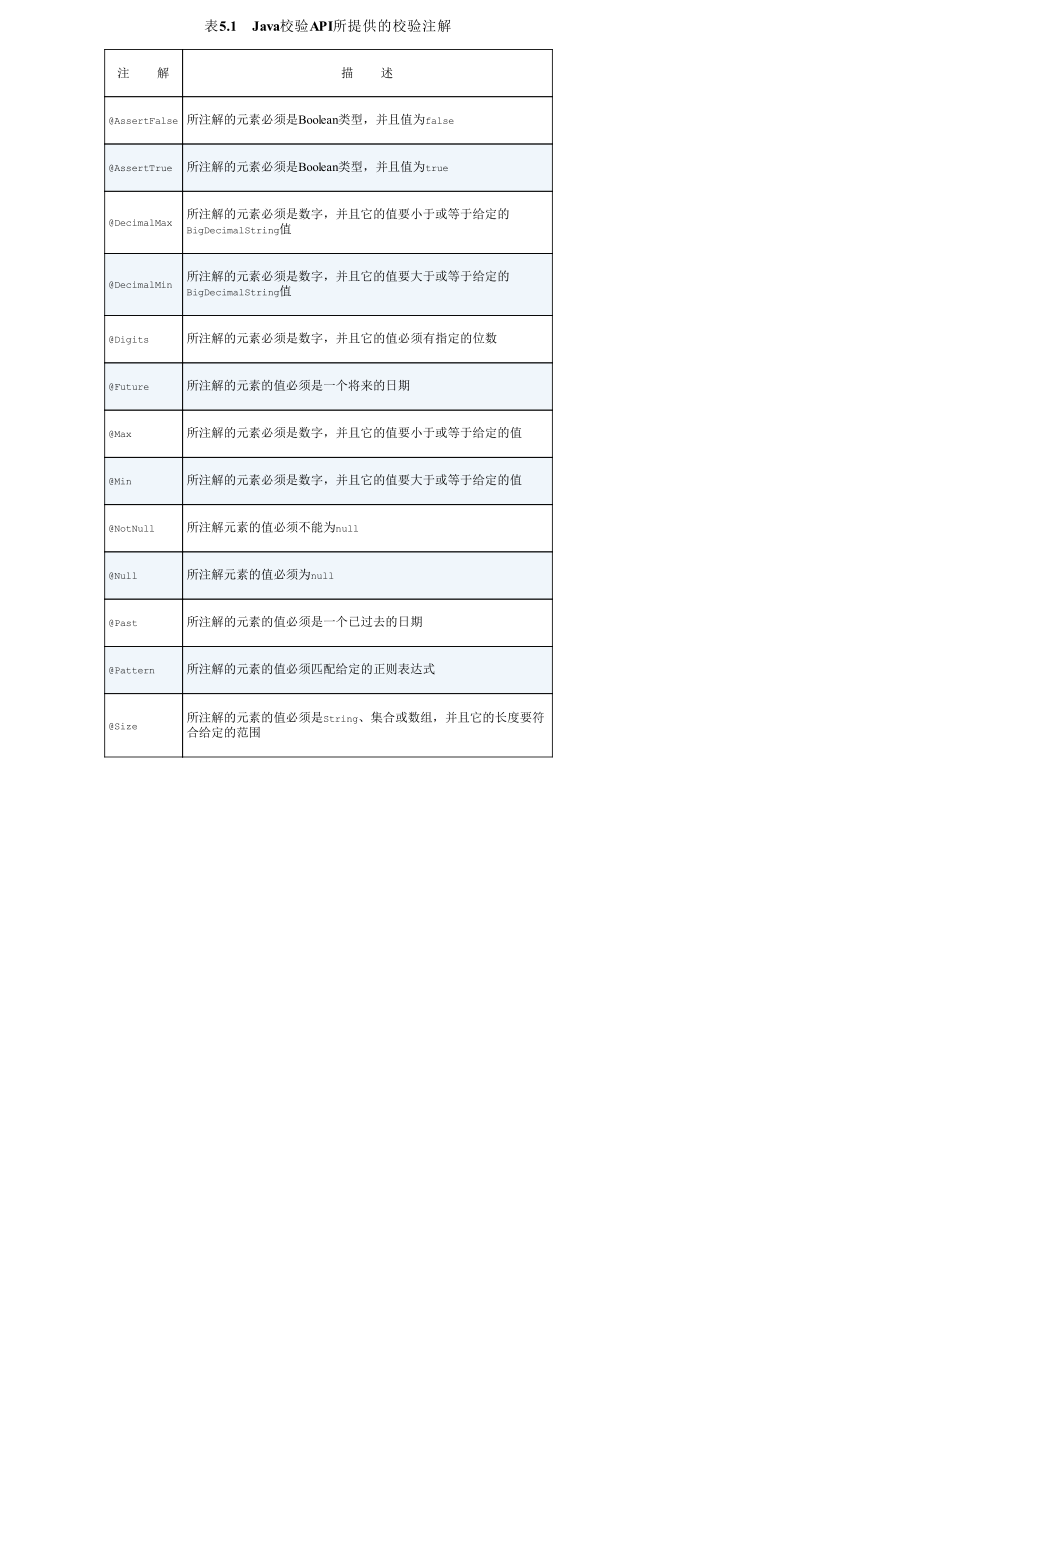 表5.1 Java校验API所提供的校验注解
注 解 描 述
@AssertFalse 所注解的元素必须是Boolean类型，并且值为false
@AssertTrue 所注解的元素必须是Boolean类型，并且值为true
@DecimalMax 所注解的元素必须是数字，并且它的值要小于或等于给定的
BigDecimalString值
@DecimalMin 所注解的元素必须是数字，并且它的值要大于或等于给定的
BigDecimalString值
@Digits 所注解的元素必须是数字，并且它的值必须有指定的位数
@Future 所注解的元素的值必须是一个将来的日期
@Max 所注解的元素必须是数字，并且它的值要小于或等于给定的值
@Min 所注解的元素必须是数字，并且它的值要大于或等于给定的值
@NotNull 所注解元素的值必须不能为null
@Null 所注解元素的值必须为null
@Past 所注解的元素的值必须是一个已过去的日期
@Pattern 所注解的元素的值必须匹配给定的正则表达式
@Size 所注解的元素的值必须是String、集合或数组，并且它的长度要符
合给定的范围